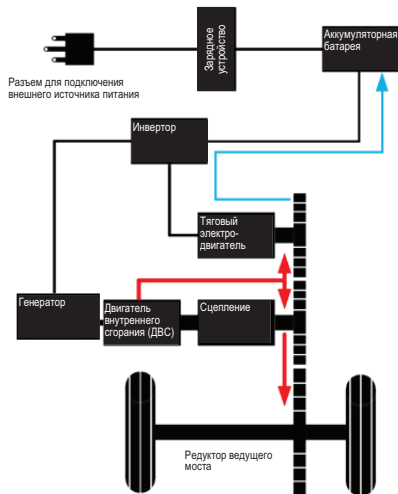 Зарядное
устройство
Аккумуляторная
батарея
Разъем для подключения
внешнего источника питания
Инвертор
Тяговый
электро-
двигатель
Генератор
Двигатель
внутреннего
сгорания (ДВС)
Сцепление
Редуктор ведущего
моста